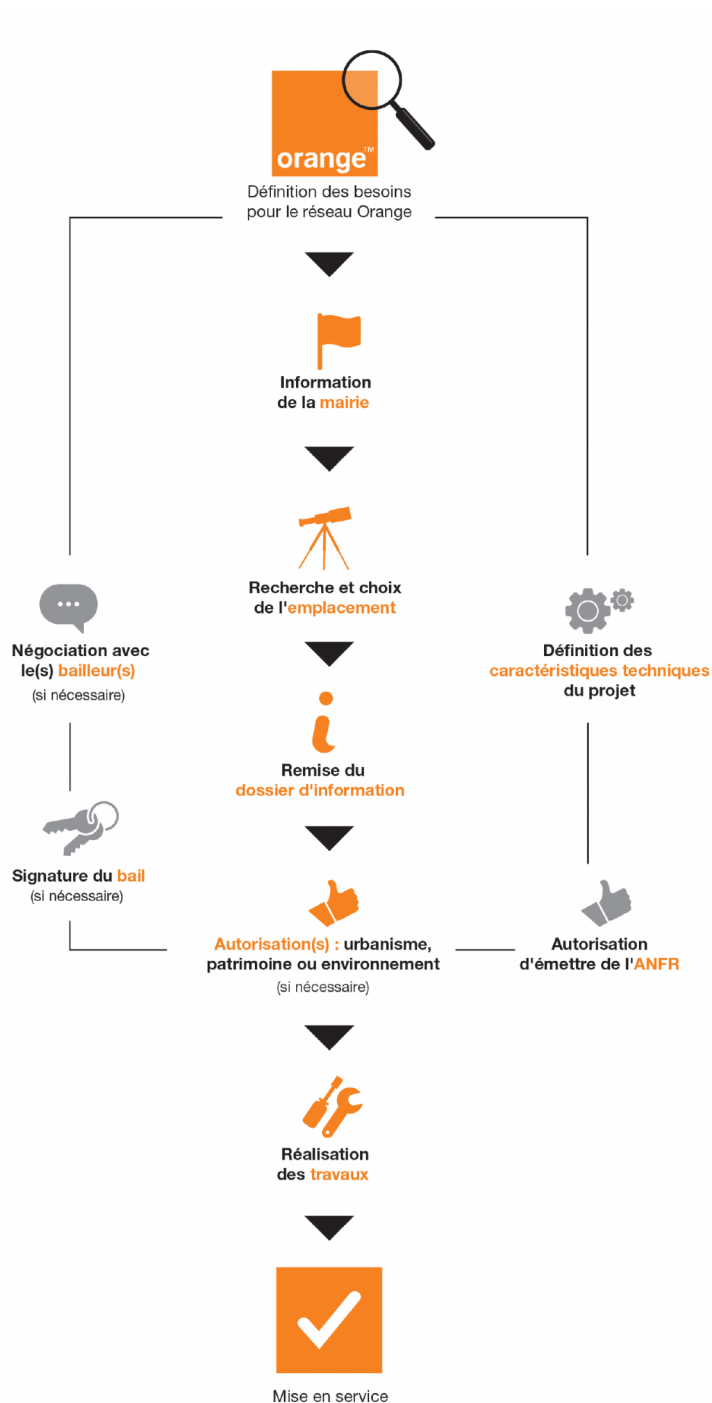 orange™
Définition des besoins
pour le réseau Orange
Information
de la mairie
Recherche et choix
de l'emplacement
Négociation avec
le(s) bailleur(s)
(si nécessaire)
Définition des
caractéristiques techniques
du projet
Remise du
dossier d'information
Signature du bail
(si nécessaire)
Autorisation(s) : urbanisme,
patrimoine ou environnement
(si nécessaire)
Autorisation
d'émettre de l'ANFR
Réalisation
des travaux
Mise en service